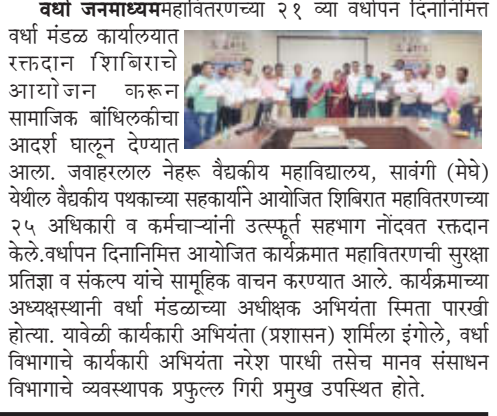 वर्धा जनमाध्यममहावितरणच्या २१ व्या वर्धापन दिनानिमित्त
वर्धा मंडळ कार्यालयात
रक्तदान शिबिराचे
आयोजन करून
सामाजिक बांधिलकीचा
आदर्श घालून देण्यात
आला. जवाहरलाल नेहरू वैद्यकीय महाविद्यालय, सावंगी (मेघे)
येथील वैद्यकीय पथकाच्या सहकार्याने आयोजित शिबिरात महावितरणच्या
२५ अधिकारी व कर्मचाऱ्यांनी उत्स्फूर्त सहभाग नोंदवत रक्तदान
केले.वर्धापन दिनानिमित्त आयोजित कार्यक्रमात महावितरणची सुरक्षा
प्रतिज्ञा व संकल्प यांचे सामूहिक वाचन करण्यात आले. कार्यक्रमाच्या
अध्यक्षस्थानी वर्धा मंडळाच्या अधीक्षक अभियंता स्मिता पारखी
होत्या. यावेळी कार्यकारी अभियंता (प्रशासन) शर्मिला इंगोले, वर्धा
विभागाचे कार्यकारी अभियंता नरेश पारधी तसेच मानव संसाधन
विभागाचे व्यवस्थापक प्रफुल्ल गिरी प्रमुख उपस्थित होते.